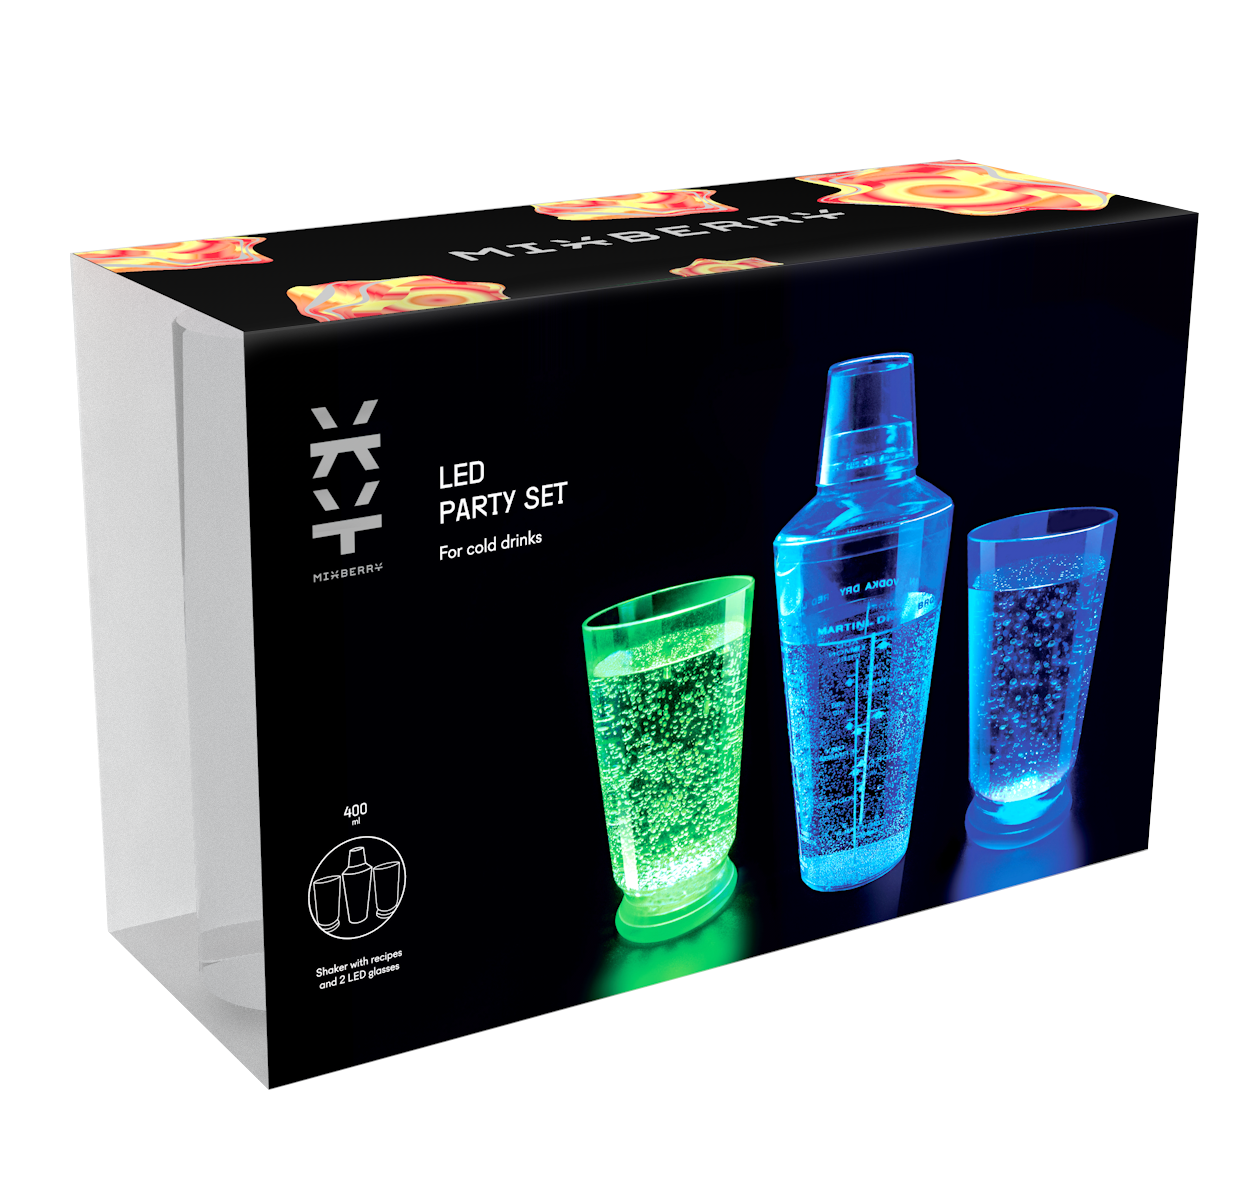 MIXBERRY
MIXBERRY
LED
PARTY SET
For cold drinks
VODKA DRY
MARTINI
400
ml
Shaker with recipes
and 2 LED glasses